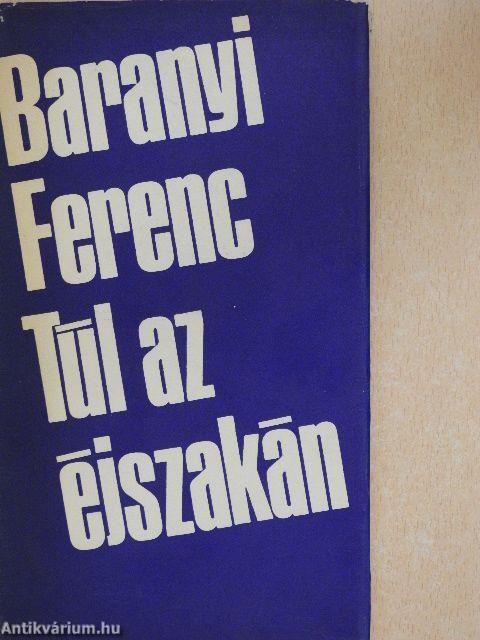 Baranyi
Ferenc
Túl az
éjszakán
Antikvárium.hu